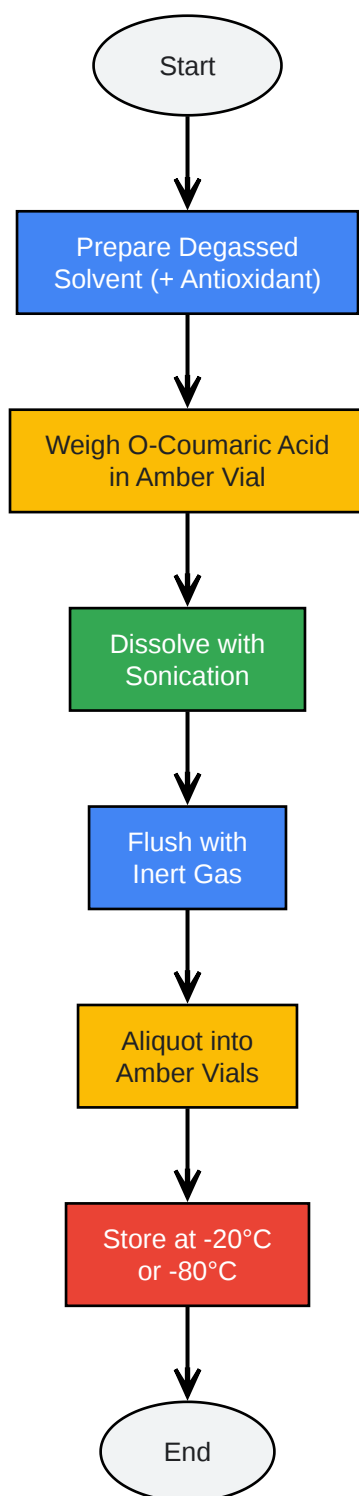 Start
Prepare Degassed
Solvent (+ Antioxidant)
Weigh O-Coumaric Acid
in Amber Vial
Dissolve with
Sonication
Flush with
Inert Gas
Aliquot into
Amber Vials
Store at -20°C
or -80°C
End